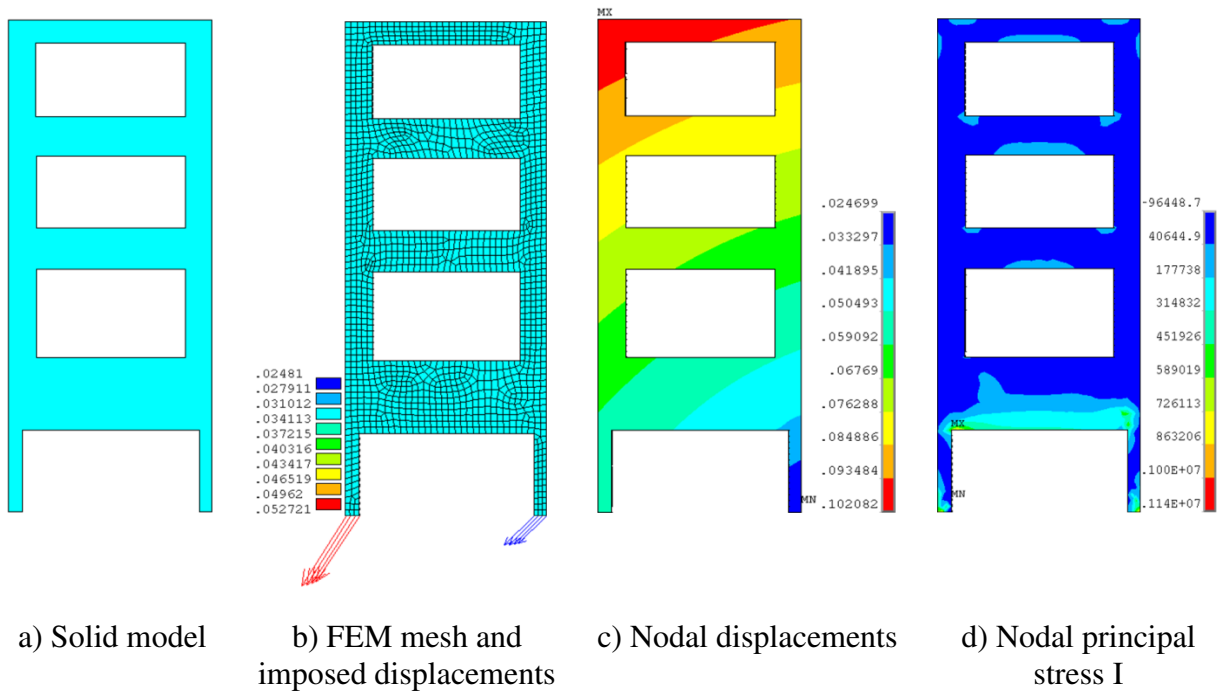 MX
.02481
.027911
.031012
.034113
.037215
.040316
.043417
.046519
.04962
.052721
.024699
.033297
.041895
.050493
.059092
.06769
.076288
.084886
.093484
.102082
MN
-96448.7
40644.9
177738
314832
451926
589019
726113
863206
.100E+07
.114E+07
MX
MN
a) Solid model
b) FEM mesh and
imposed displacements
c) Nodal displacements
d) Nodal principal
stress I